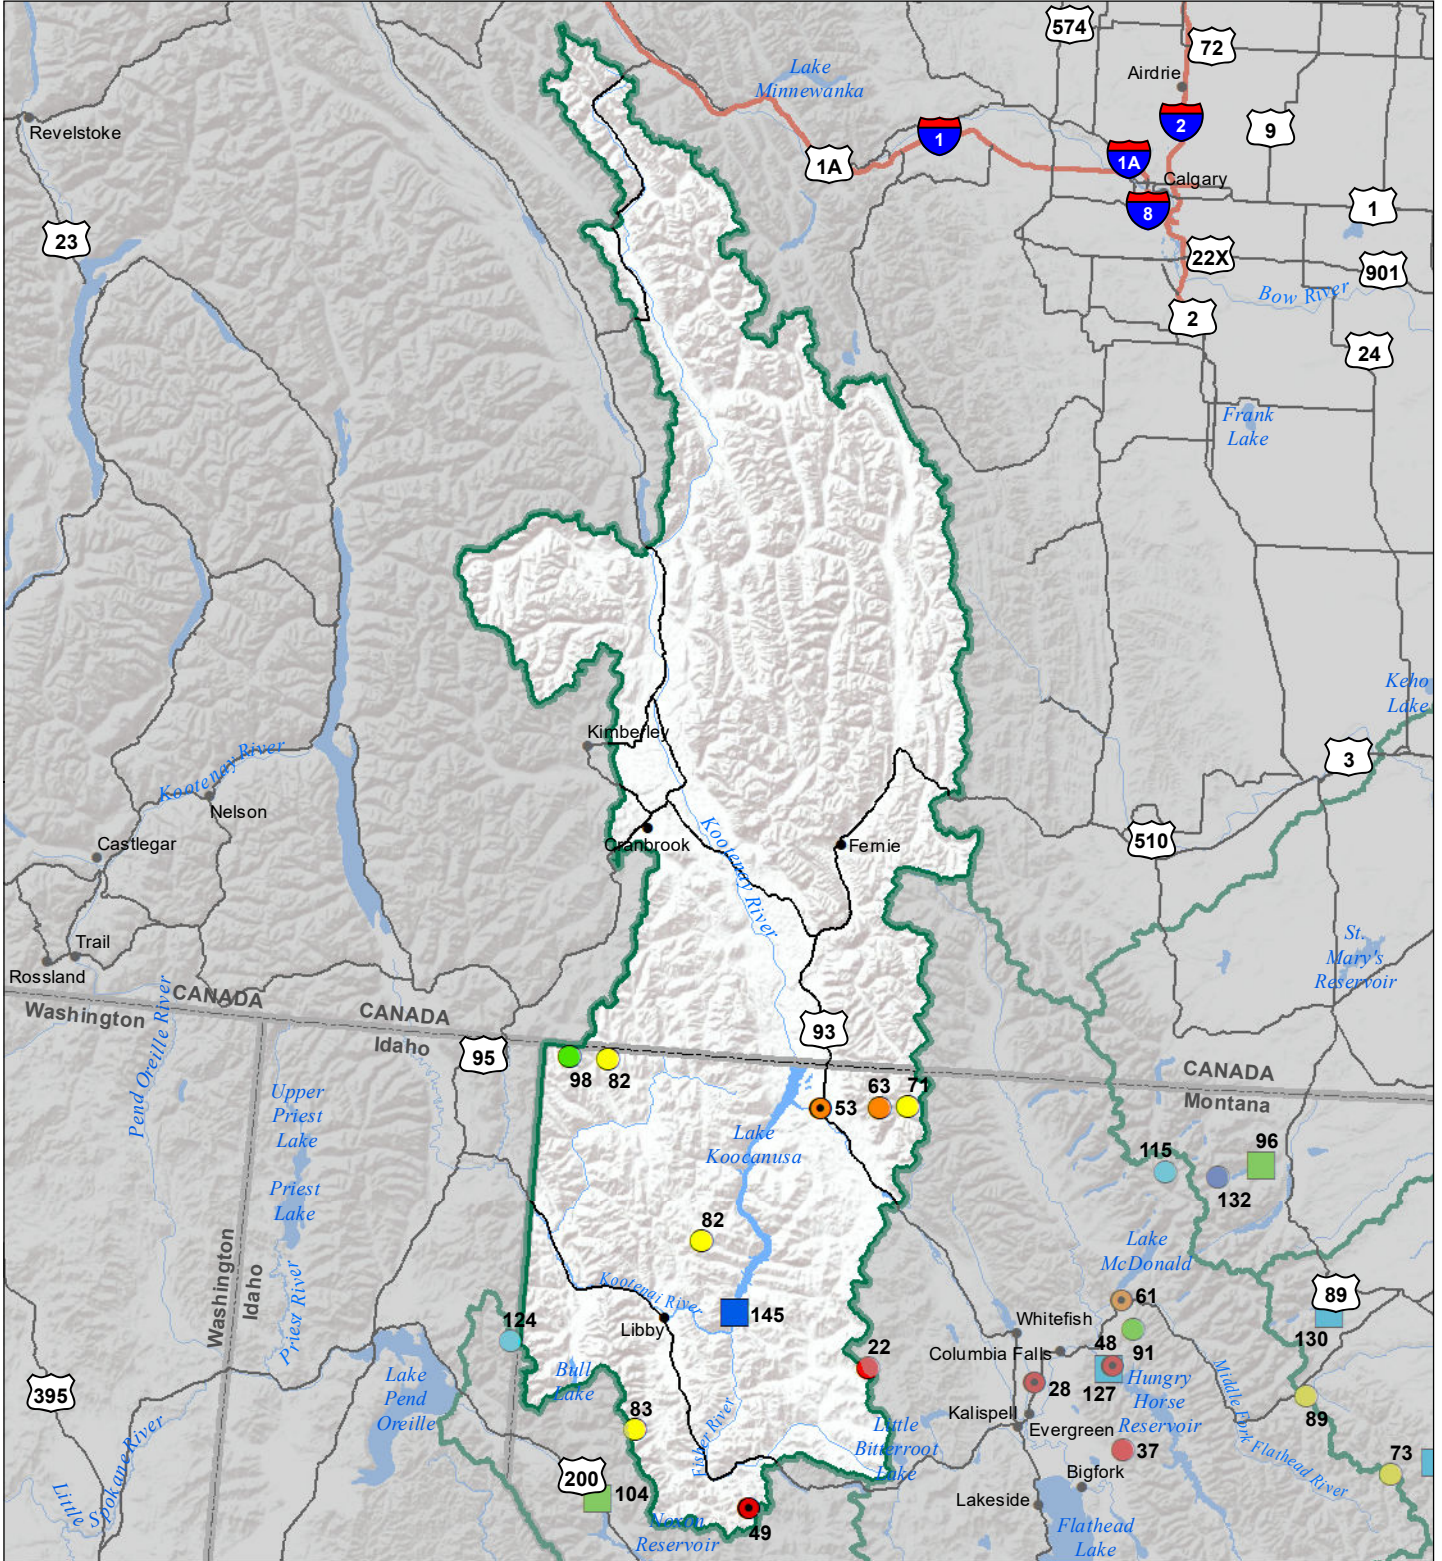 574
72
Lake
Minnewanka
Airdrie
Revelstoke
1
2
9
1A
1A
Calgary
8
1
23
22X
901
Bow River
2
24
Frank
Lake
Keho
Lake
Kimberley
3
Kootenay River
Nelson
Castlegar
Cranbrook
Kootenay River
Fernie
510
Trail
Rossland
St.
Mary's
Reservoir
Pend Oreille River
CANADA
Washington
CANADA
Idaho
95
93
98
82
CANADA
Montana
Upper
Priest
Lake
63
71
53
Lake
Koocanusa
115
96
132
Priest
Lake
82
Lake
McDonald
Washington
Idaho
Priest River
Kootenai River
145
Libby
124
61
89
130
Whitefish
Columbia Falls
48
91
127
22
28
Hungry
Horse
Reservoir
Middle Fork Flathead River
395
Lake
Pend
Oreille
Bull
Lake
83
Fisher River
Kalispell
Evergreen
Little
Bitterroot
Lake
89
37
73
Bigfork
200
104
Little
Spokane River
Noxon
Reservoir
49
Lakeside
Flathead
Lake